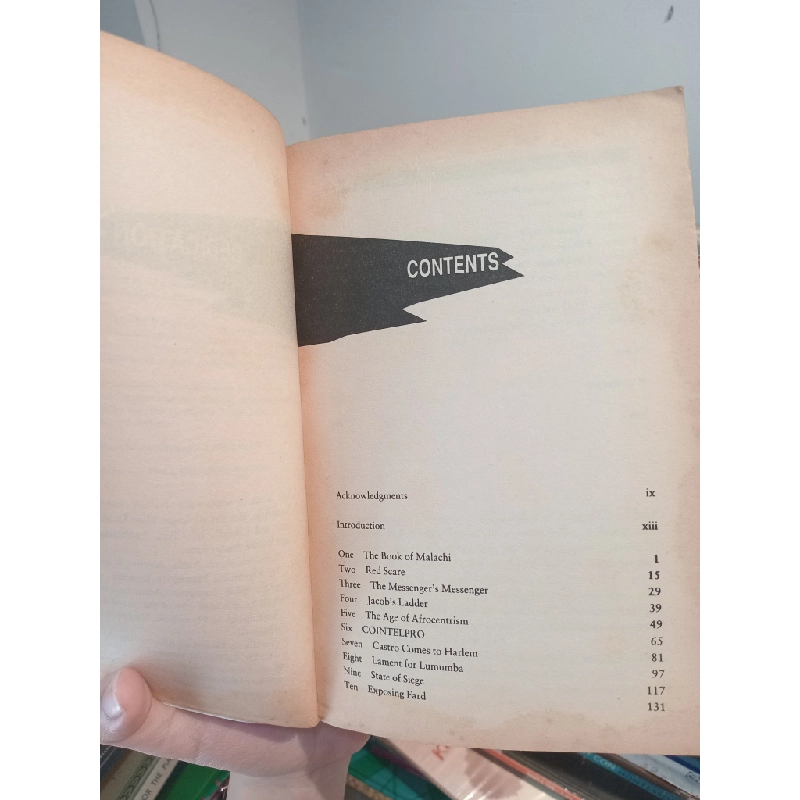 CONTENTS
Acknowledgments ix
Introduction xiii
One The Book of Malachi 1
Two Red Scare 15
Three The Messenger's Messenger 29
Four Jacob's Ladder 39
Five The Age of Afrocentrism 49
Six COINTELPRO 65
Seven Castro Comes to Harlem 81
Eight Lament for Lumumba 97
Nine State of Siege 117
Ten Exposing Fard 131
FOR THE